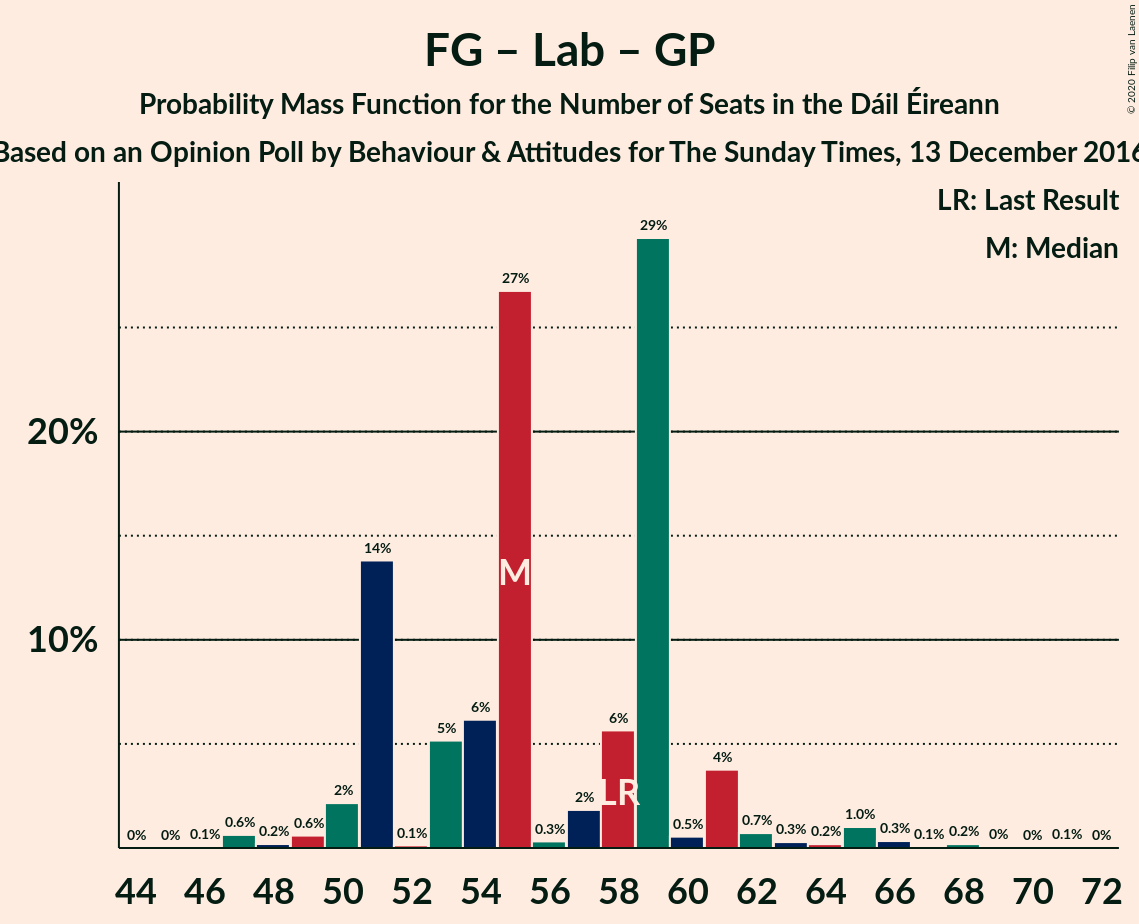 FG – Lab – GP
Probability Mass Function for the Number of Seats in the Dáil Éireann
Based on an Opinion Poll by Behaviour & Attitudes for The Sunday Times, 13 December 2016
© 2020 Filip van Laenen
LR: Last Result
M: Median
20%
10%
0% 0% 0.1% 0.6% 0.2% 0.6% 2% 14% 0.1% 5% 6% 27% 0.3% 2% 6% 29% 0.5% 4% 0.7% 0.3% 0.2% 1.0% 0.3% 0.1% 0.2% 0% 0% 0.1% 0%
M
LR
44 46 48 50 52 54 56 58 60 62 64 66 68 70 72